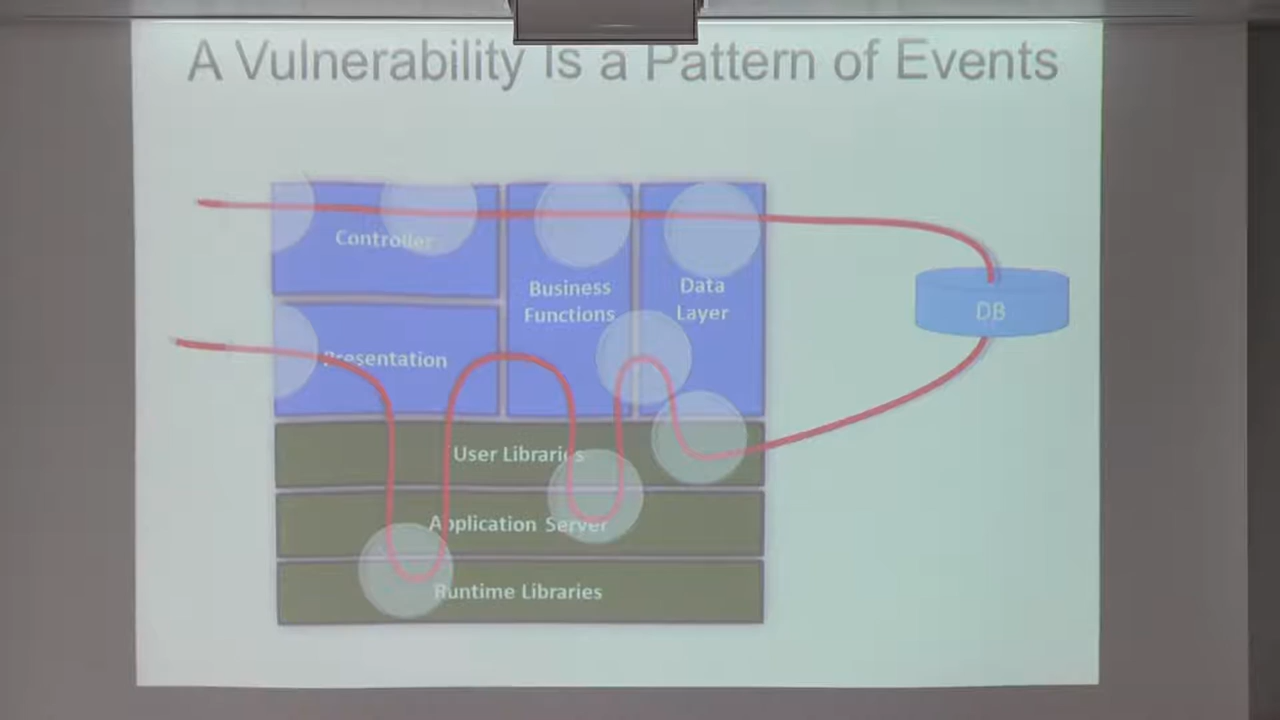 A Vulnerability Is a Pattern of Events
Controller
Business
Functions
Data
Layer
DB
Presentation
User Libraries
Application Server
Runtime Libraries